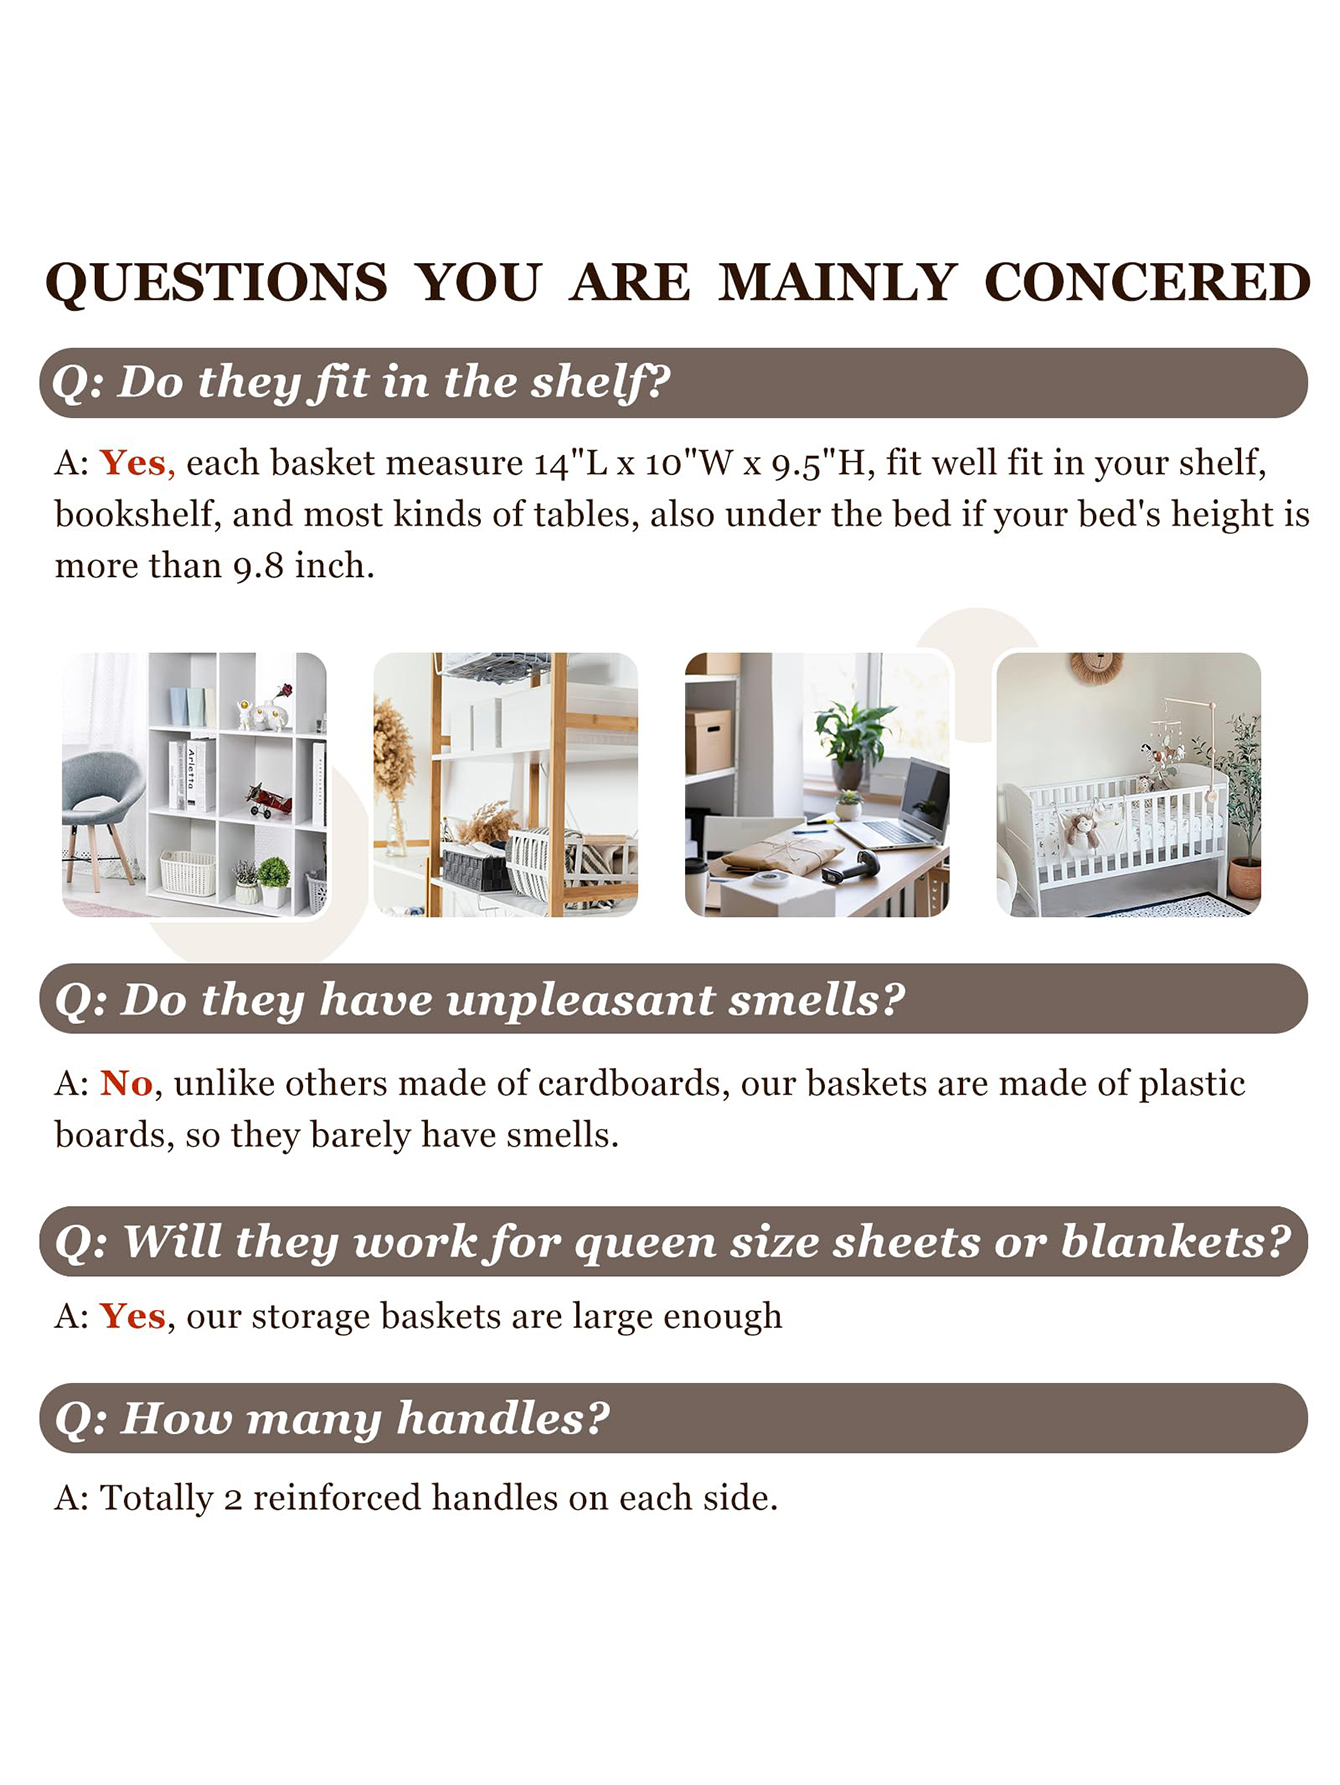 QUESTIONS YOU ARE MAINLY CONCERED
Q: Do they fit in the shelf?
A: Yes, each basket measure 14"L x 10"W x 9.5"H, fit well fit in your shelf,
bookshelf, and most kinds of tables, also under the bed if your bed's height is
more than 9.8 inch.
Arletta
Q: Do they have unpleasant smells?
A: No, unlike others made of cardboards, our baskets are made of plastic
boards, so they barely have smells.
Q: Will they work for queen size sheets or blankets?
A: Yes, our storage baskets are large enough
Q: How many handles?
A: Totally 2 reinforced handles on each side.